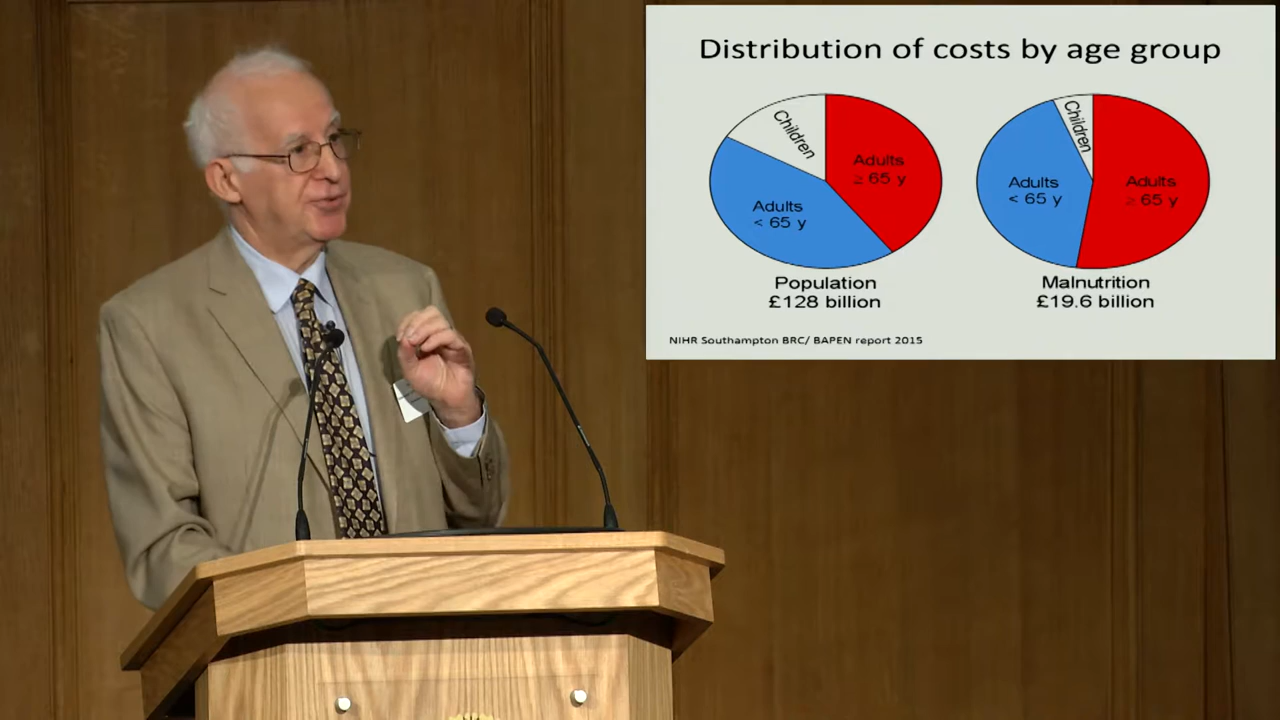 Distribution of costs by age group
Children
Adults
≥ 65 y
Adults
< 65 y
Population
£128 billion
Children
Adults
< 65 y
Adults
≥ 65 y
Malnutrition
£19.6 billion
NIHR Southampton BRC/ BAPEN report 2015